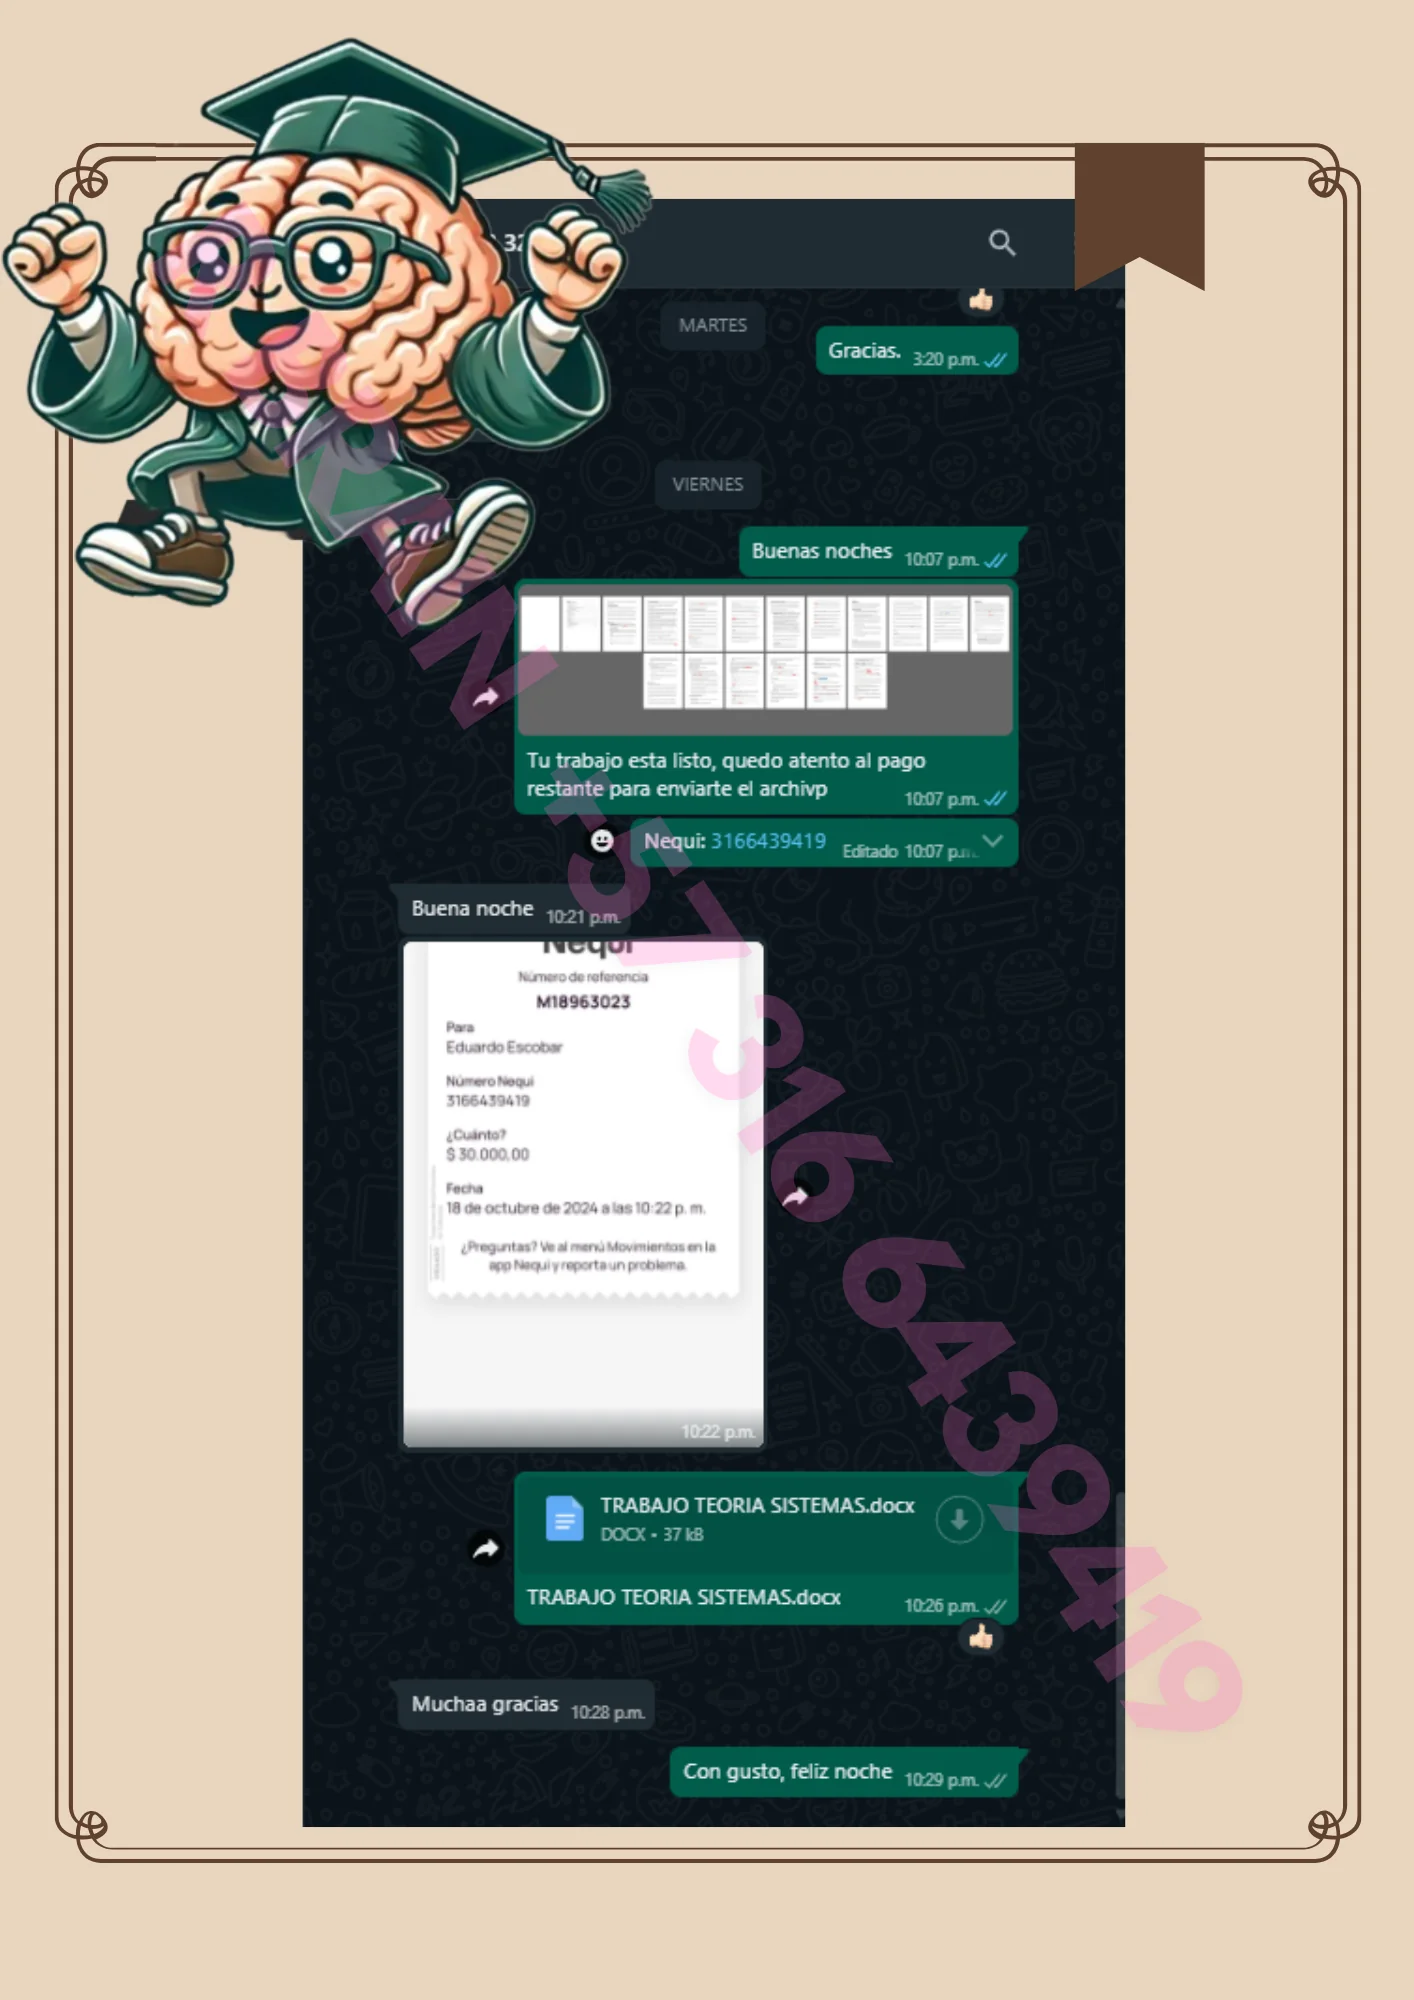 32
MARTES
Gracias. 3:20 p.m.
VIERNES
Buenas noches 10:07 p.m.
Tu trabajo esta listo, quedo atento al pago
restante para enviarte el archivp 10:07 p.m.
Nequi: 3166439419 Editado 10:07 p.m.
Buena noche 10:21 p.m.
Nequi
Número de referencia
M18963023
Para
Eduardo Escobar
Número Nequi
3166439419
¿Cuánto?
$ 30.000,00
Fecha
18 de octubre de 2024 a las 10:22 p. m.
¿Preguntas? Ve al menú Movimientos en la
app Nequi y reporta un problema.
10:22 p.m.
TRABAJO TEORIA SISTEMAS.docx
DOCX • 37 kB
TRABAJO TEORIA SISTEMAS.docx 10:26 p.m.
Muchaa gracias 10:28 p.m.
Con gusto, feliz noche 10:29 p.m.
+57 316 6439419